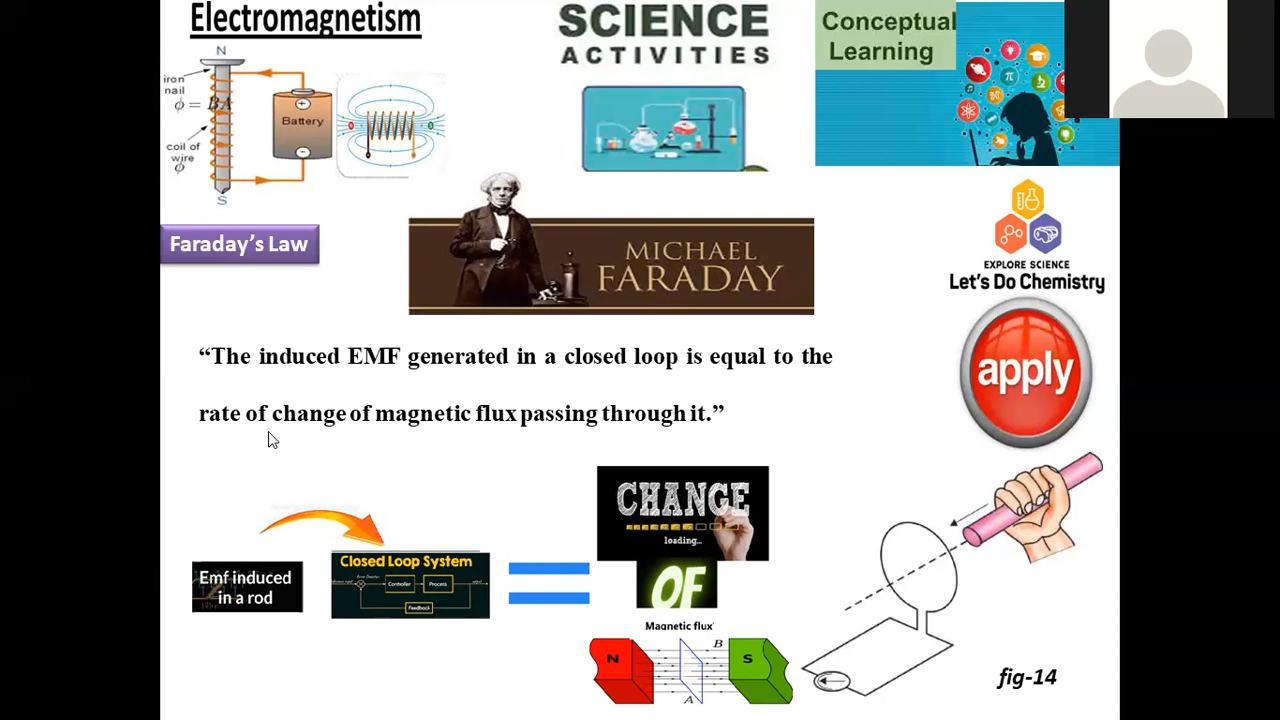 Electromagnetism
SCIENCE
ACTIVITIES
Conceptual
Learning
N
iron
nail
ϕ = BA
Battery
coil of
wire
ϕ
S
Faraday's Law
MICHAEL
FARADAY
EXPLORE SCIENCE
Let's Do Chemistry
apply
“The induced EMF generated in a closed loop is equal to the
rate of change of magnetic flux passing through it.”
CHANGE
loading...
OF
Emf induced
in a rod
Closed Loop System
Controller
Process
Feedback
Magnetic flux
N
B
S
A
fig-14